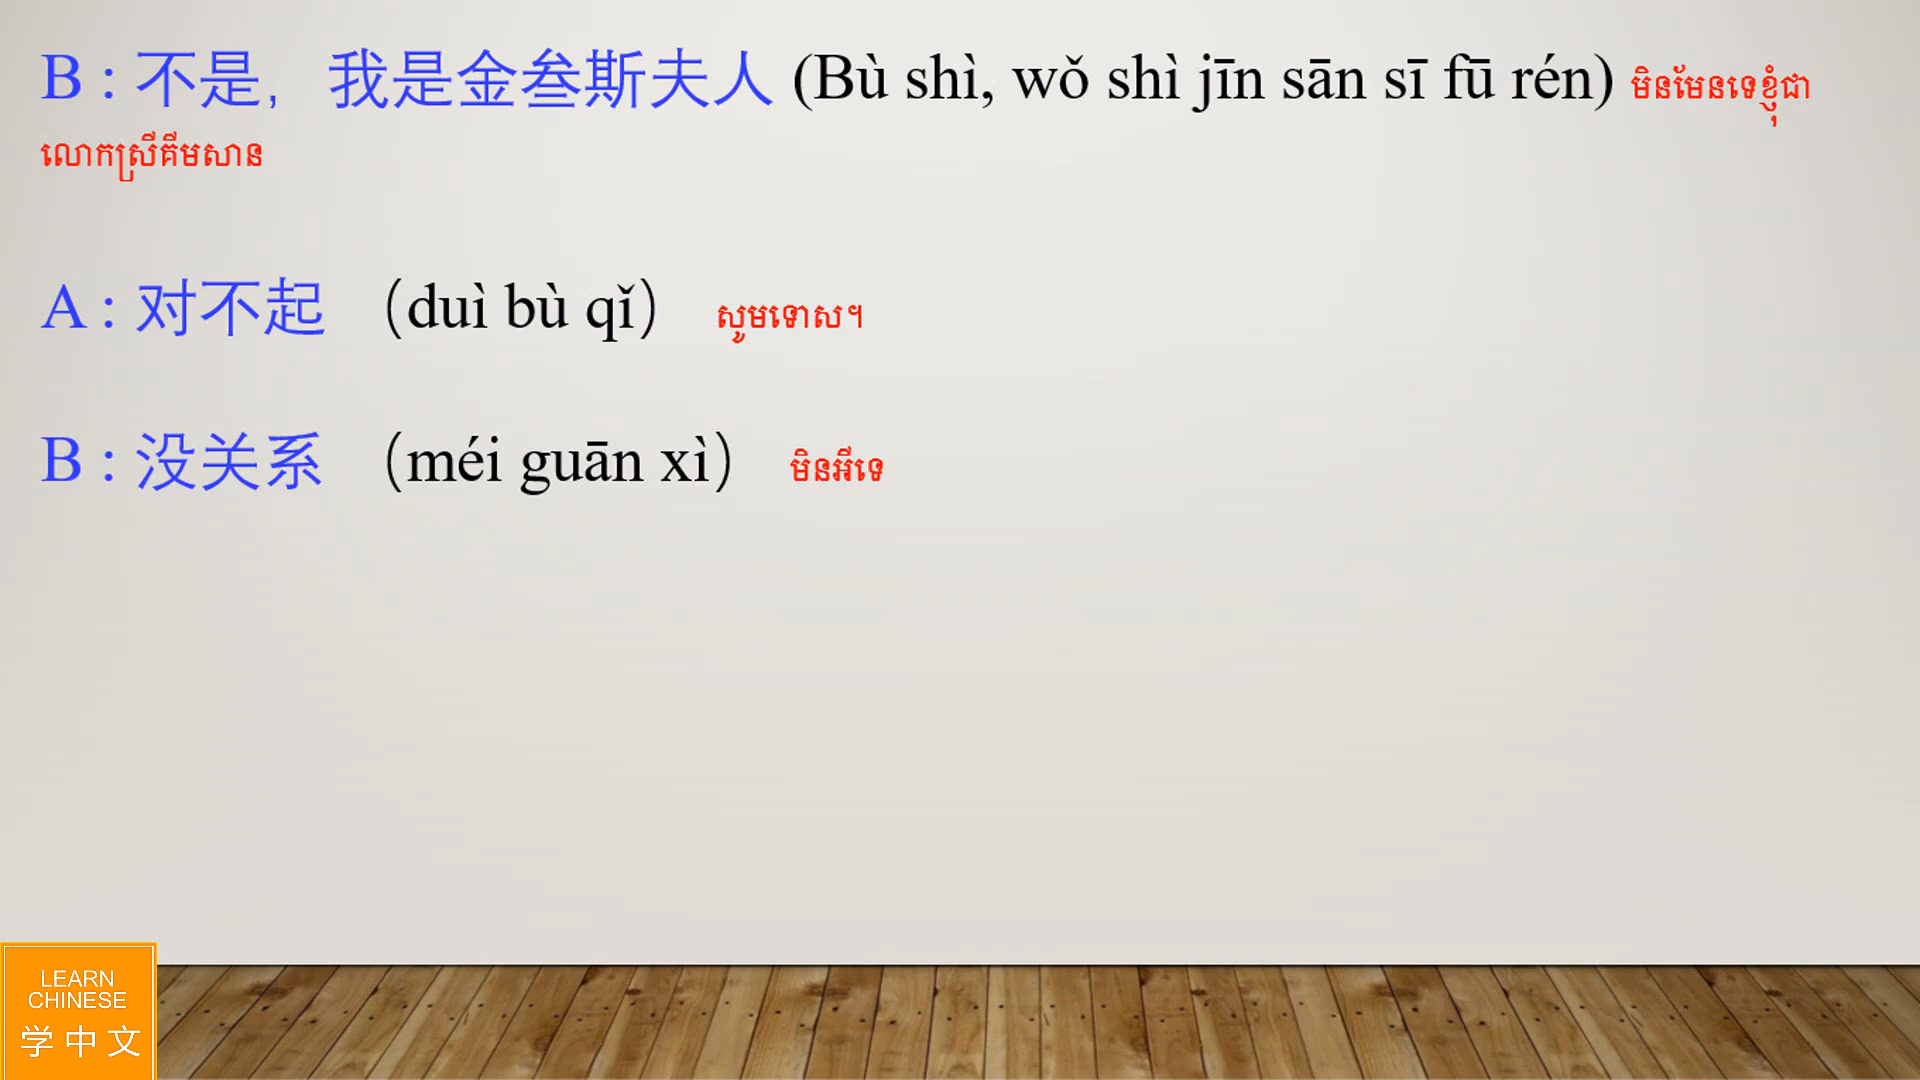 B : 不是，我是金叁斯夫人 (Bù shì, wǒ shì jīn sān sī fū rén) មិនមែនទេខ្ញុំជា
លោកស្រីគីមសាន
A : 对不起 （duì bù qǐ） សូមទោស។
B : 没关系 （méi guān xì） មិនអីទេ
LEARN
CHINESE
学中文